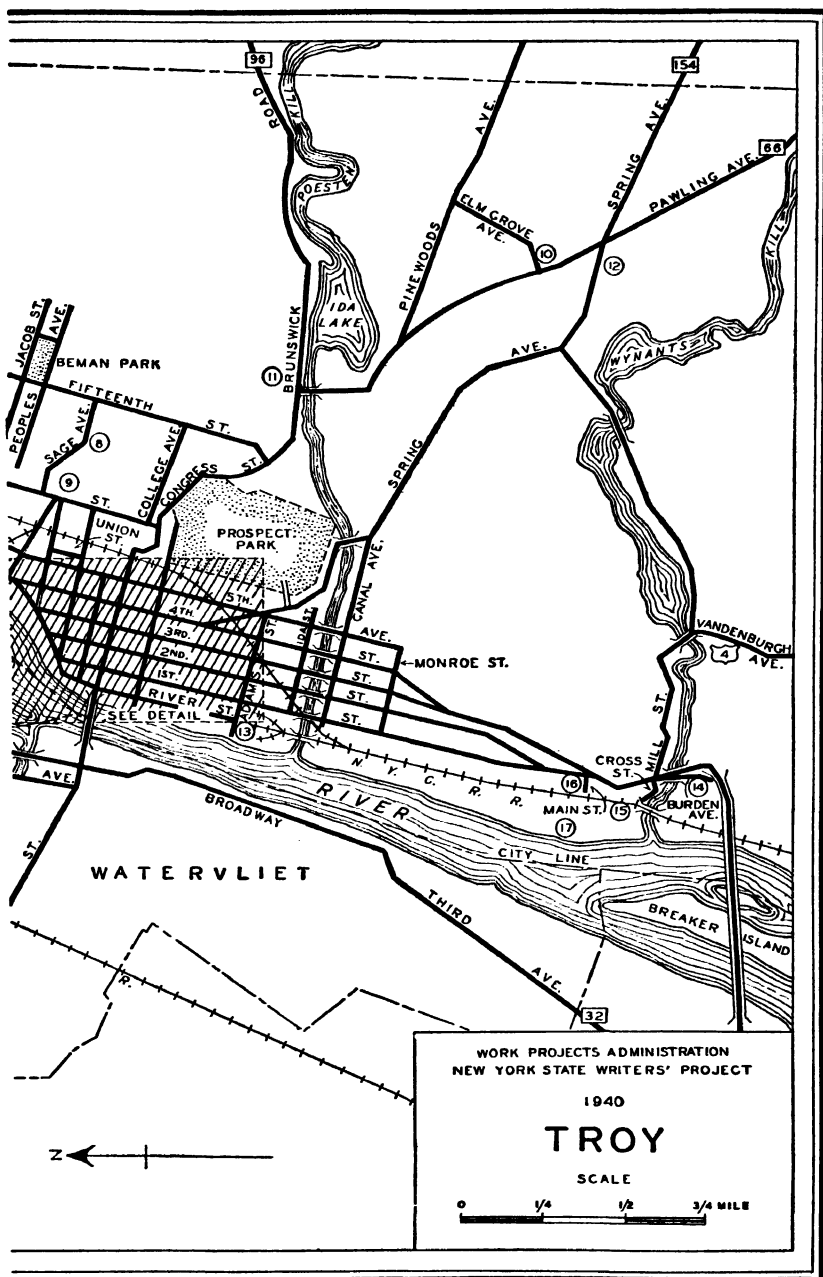 96
ROAD
KILL
POESTEN
AVE.
154
AVE.
SPRING
66
PAWLING AVE.
ELM GROVE
AVE.
10
12
KILL
PINEWOODS
IDA
LAKE
BRUNSWICK
11
AVE.
WYNANTS
JACOB ST.
AVE.
BEMAN PARK
PEOPLES
FIFTEENTH
ST.
SAGE AVE.
8
9
ST.
COLLEGE AVE.
CONGRESS
ST.
SPRING
UNION
ST.
PROSPECT
PARK
CANAL AVE.
5TH.
AVE.
4TH.
ST.
3RD.
ST.
2ND.
ST.
1ST.
ST.
RIVER
ST.
IDA ST.
ADAMS ST.
MONROE ST.
SEE DETAIL
13
VANDENBURGH
AVE.
4
MILL ST.
CROSS
ST.
16
MAIN ST.
15
14
BURDEN
AVE.
17
N. Y. C. R. R.
RIVER
AVE.
BROADWAY
CITY LINE
ST.
WATERVLIET
THIRD
AVE.
BREAKER
ISLAND
R.
32
N
WORK PROJECTS ADMINISTRATION
NEW YORK STATE WRITERS' PROJECT
1940
TROY
SCALE
0 1/4 1/2 3/4 MILE